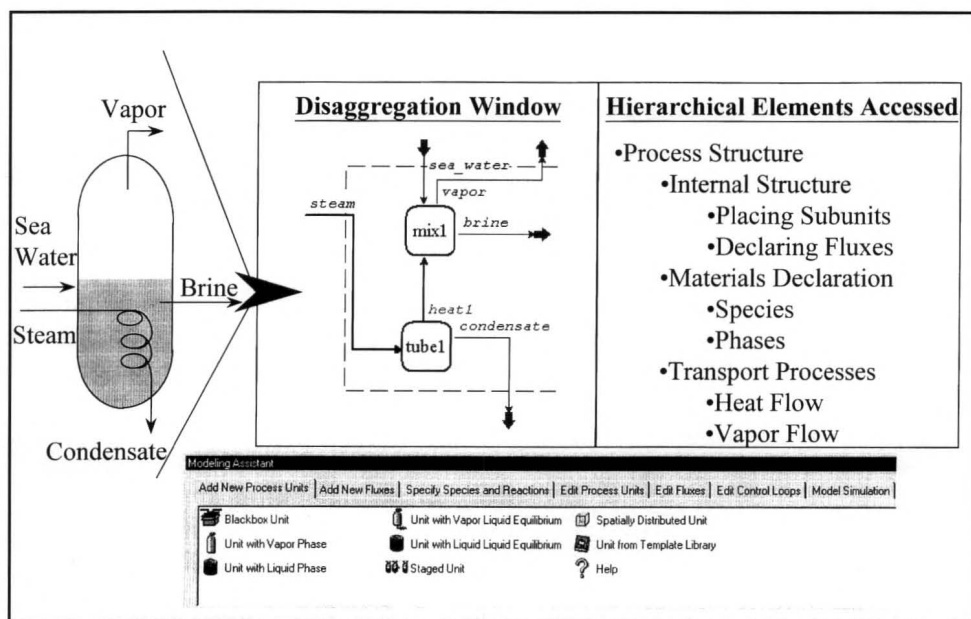 Vapor
Sea
Water
Steam
Brine
Condensate
Disaggregation Window
sea_water
vapor
steam
mix1
brine
heat1
condensate
tube1
Hierarchical Elements Accessed
•Process Structure
•Internal Structure
•Placing Subunits
•Declaring Fluxes
•Materials Declaration
•Species
•Phases
•Transport Processes
•Heat Flow
•Vapor Flow
Modeling Assistant
Add New Process Units | Add New Fluxes | Specify Species and Reactions | Edit Process Units | Edit Fluxes | Edit Control Loops | Model Simulation
Blackbox Unit
Unit with Vapor Liquid Equilibrium
Spatially Distributed Unit
Unit with Vapor Phase
Unit with Liquid Liquid Equilibrium
Unit from Template Library
Unit with Liquid Phase
Staged Unit
Help